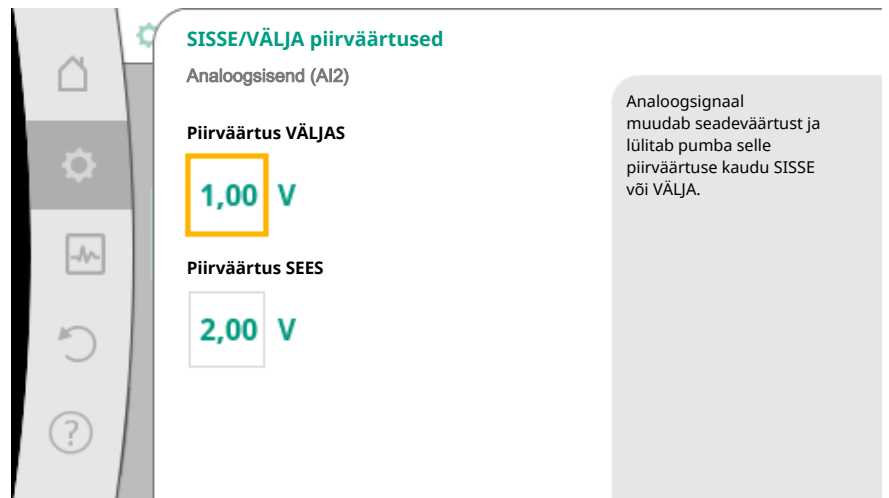 SISSE/VÄLJA piirväärtused
Analoogsisend (AI2)
Piirväärtus VÄLJAS
1,00 V
Piirväärtus SEES
2,00 V
Analoogsignaal
muudab seadeväärtust ja
lülitab pumba selle
piirväärtuse kaudu SISSE
või VÄLJA.
?